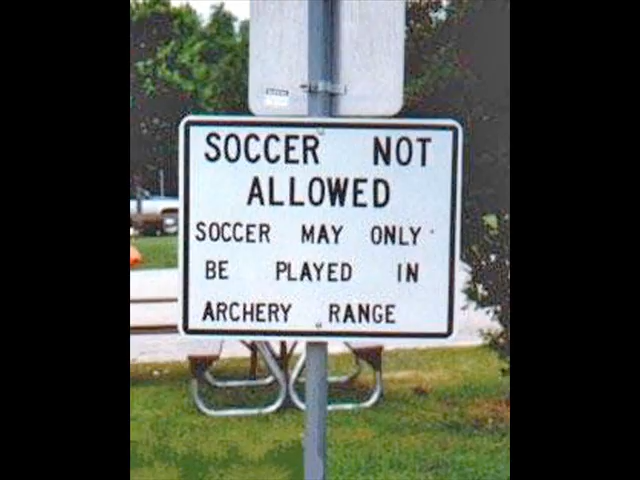 SOCCER NOT
ALLOWED
SOCCER MAY ONLY
BE PLAYED IN
ARCHERY RANGE